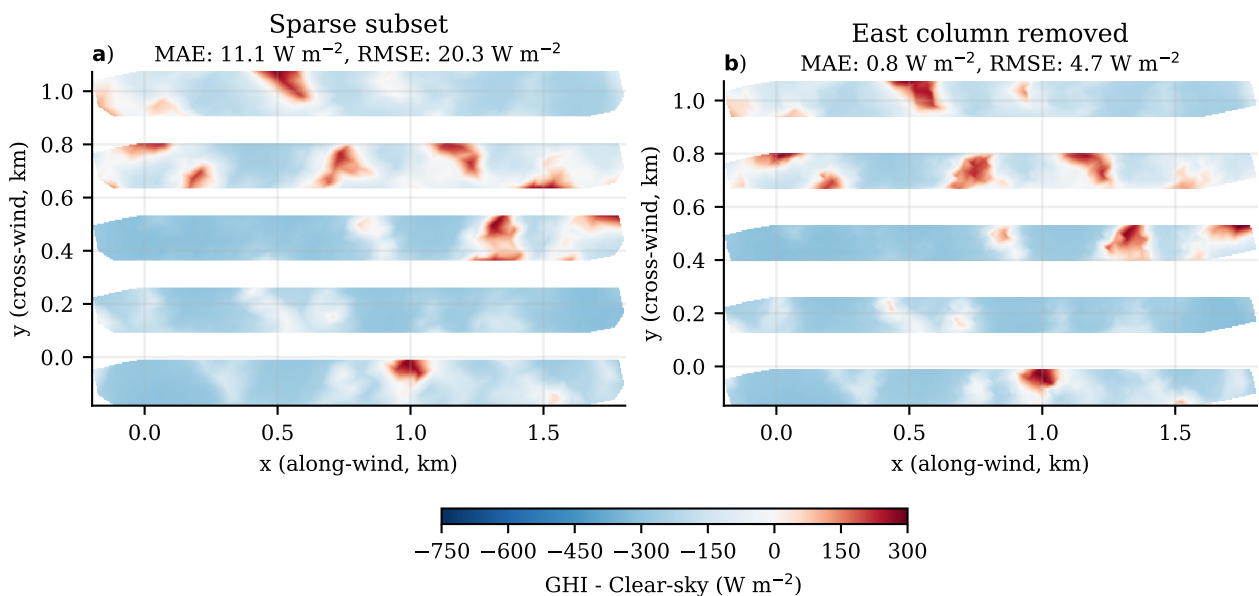 Sparse subset
a) MAE: 11.1 W m⁻², RMSE: 20.3 W m⁻²
1.0
0.8
0.6
0.4
0.2
0.0
y (cross-wind, km)
0.0 0.5 1.0 1.5
x (along-wind, km)
East column removed
b) MAE: 0.8 W m⁻², RMSE: 4.7 W m⁻²
1.0
0.8
0.6
0.4
0.2
0.0
y (cross-wind, km)
0.0 0.5 1.0 1.5
x (along-wind, km)
−750 −600 −450 −300 −150 0 150 300
GHI - Clear-sky (W m⁻²)